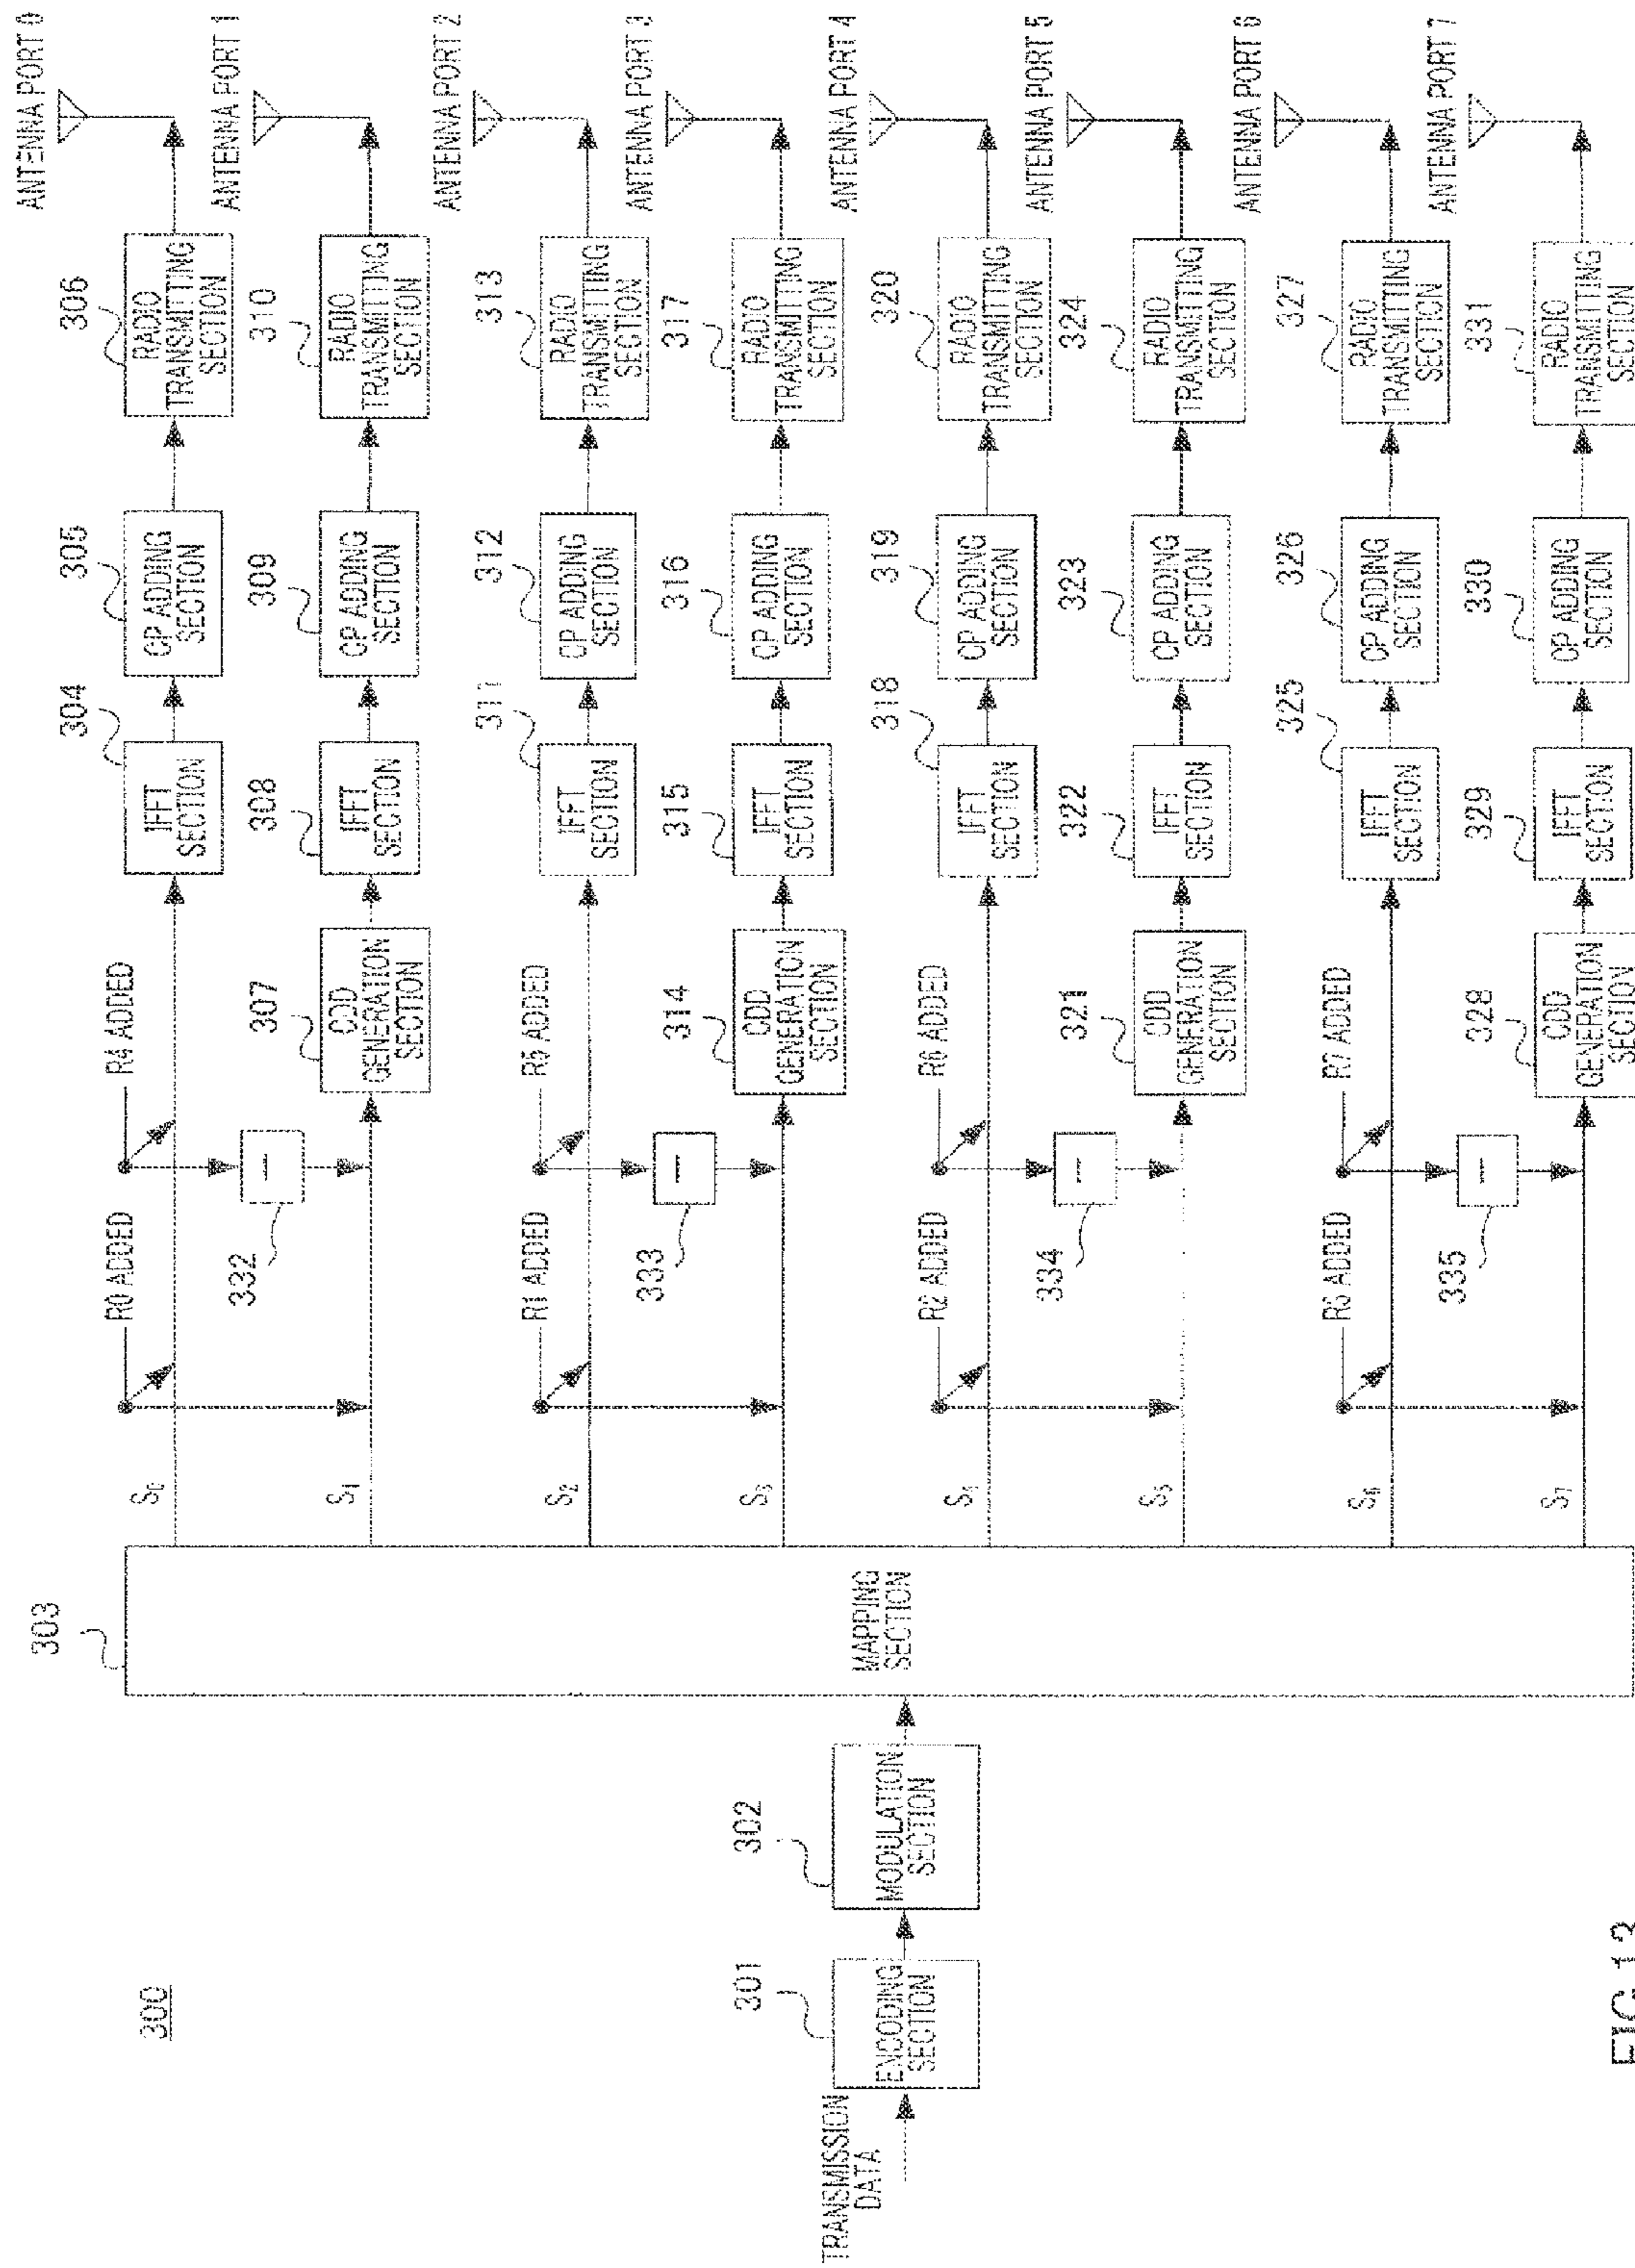 300
TRANSMISSION
DATA
301
ENCODING
SECTION
302
MODULATION
SECTION
303
MAPPING
SECTION
S0
R0 ADDED
R4 ADDED
332
304
IFFT
SECTION
305
CP ADDING
SECTION
306
RADIO
TRANSMITTING
SECTION
ANTENNA PORT 0
S1
307
CDD
GENERATION
SECTION
308
IFFT
SECTION
309
CP ADDING
SECTION
310
RADIO
TRANSMITTING
SECTION
ANTENNA PORT 1
S2
R1 ADDED
R5 ADDED
333
311
IFFT
SECTION
312
CP ADDING
SECTION
313
RADIO
TRANSMITTING
SECTION
ANTENNA PORT 2
S3
314
CDD
GENERATION
SECTION
315
IFFT
SECTION
316
CP ADDING
SECTION
317
RADIO
TRANSMITTING
SECTION
ANTENNA PORT 3
S4
R2 ADDED
R6 ADDED
334
318
IFFT
SECTION
319
CP ADDING
SECTION
320
RADIO
TRANSMITTING
SECTION
ANTENNA PORT 4
S5
321
CDD
GENERATION
SECTION
322
IFFT
SECTION
323
CP ADDING
SECTION
324
RADIO
TRANSMITTING
SECTION
ANTENNA PORT 5
S6
R3 ADDED
R7 ADDED
335
325
IFFT
SECTION
326
CP ADDING
SECTION
327
RADIO
TRANSMITTING
SECTION
ANTENNA PORT 6
S7
328
CDD
GENERATION
SECTION
329
IFFT
SECTION
330
CP ADDING
SECTION
331
RADIO
TRANSMITTING
SECTION
ANTENNA PORT 7